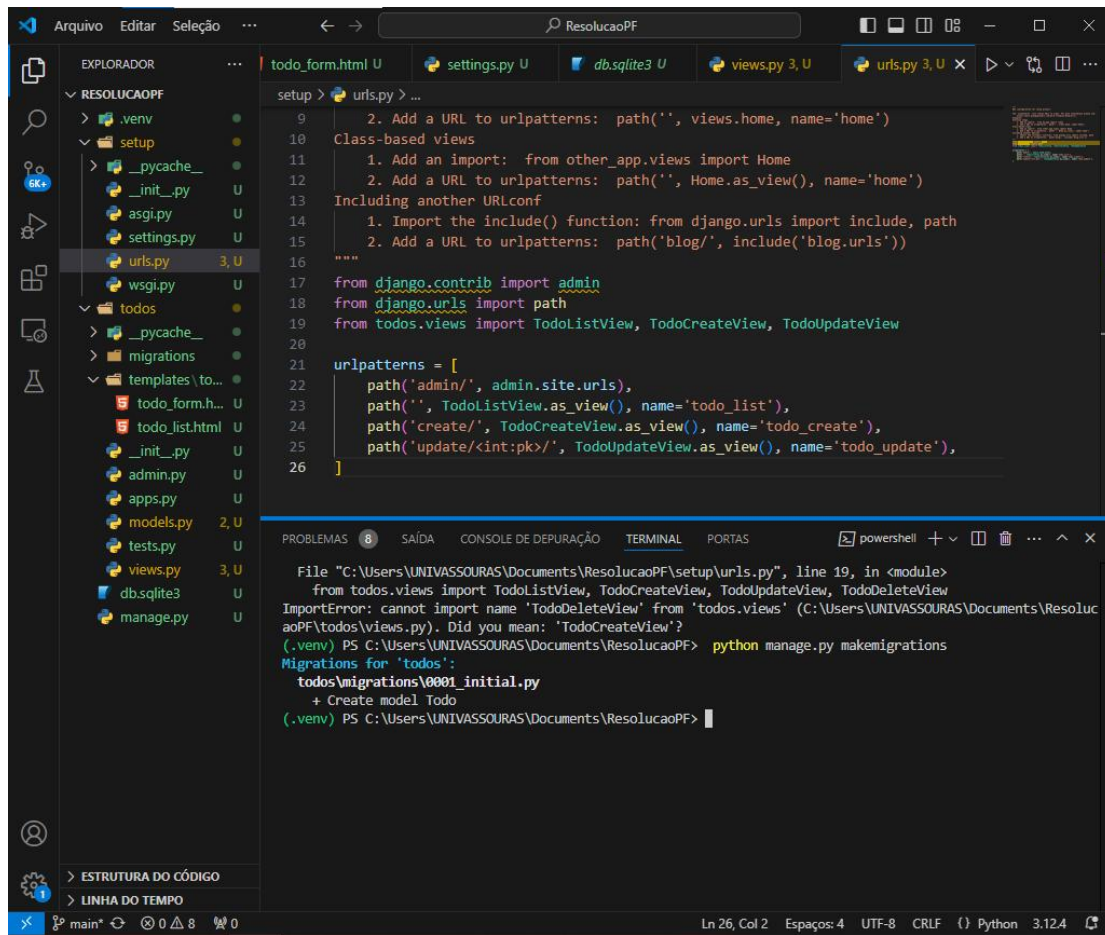 Arquivo Editar Seleção ... ResolucaoPF
EXPLORADOR ...
todo_form.html U settings.py U db.sqlite3 U views.py 3, U urls.py 3, U
RESOLUCAOPF
setup > urls.py > ...
.venv
setup
__pycache__
__init__.py U
asgi.py U
settings.py U
urls.py 3, U
wsgi.py U
todos
__pycache__
migrations
templates\to...
todo_form.h... U
todo_list.html U
__init__.py U
admin.py U
apps.py U
models.py 2, U
tests.py U
views.py 3, U
db.sqlite3 U
manage.py U
6K+
9 2. Add a URL to urlpatterns:  path('', views.home, name='home')
10 Class-based views
11 1. Add an import:  from other_app.views import Home
12 2. Add a URL to urlpatterns:  path('', Home.as_view(), name='home')
13 Including another URLconf
14 1. Import the include() function: from django.urls import include, path
15 2. Add a URL to urlpatterns:  path('blog/', include('blog.urls'))
16 """
17 from django.contrib import admin
18 from django.urls import path
19 from todos.views import TodoListView, TodoCreateView, TodoUpdateView
20
21 urlpatterns = [
22 path('admin/', admin.site.urls),
23 path('', TodoListView.as_view(), name='todo_list'),
24 path('create/', TodoCreateView.as_view(), name='todo_create'),
25 path('update/<int:pk>/', TodoUpdateView.as_view(), name='todo_update'),
26 ]
PROBLEMAS 8 SAÍDA CONSOLE DE DEPURAÇÃO TERMINAL PORTAS powershell
File "C:\Users\UNIVASSOURAS\Documents\ResolucaoPF\setup\urls.py", line 19, in <module>
from todos.views import TodoListView, TodoCreateView, TodoUpdateView, TodoDeleteView
ImportError: cannot import name 'TodoDeleteView' from 'todos.views' (C:\Users\UNIVASSOURAS\Documents\Resoluc
aoPF\todos\views.py). Did you mean: 'TodoCreateView'?
(.venv) PS C:\Users\UNIVASSOURAS\Documents\ResolucaoPF>  python manage.py makemigrations
Migrations for 'todos':
todos\migrations\0001_initial.py
+ Create model Todo
(.venv) PS C:\Users\UNIVASSOURAS\Documents\ResolucaoPF>
ESTRUTURA DO CÓDIGO
LINHA DO TEMPO
1
main* 0 8 0 Ln 26, Col 2 Espaços: 4 UTF-8 CRLF {} Python 3.12.4